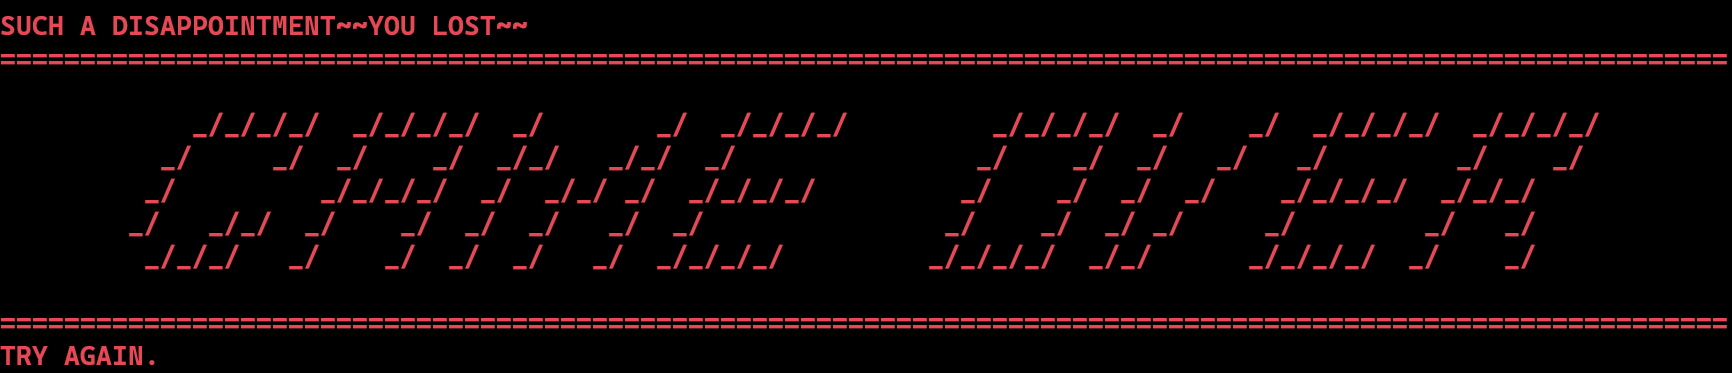 SUCH A DISAPPOINTMENT~~YOU LOST~~
GAME OVER
TRY AGAIN.